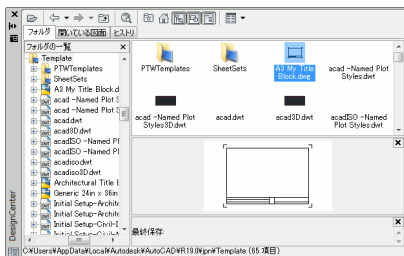 フォルダ
開いている図面
ヒストリ
フォルダの一覧
Template
PTWTemplates
SheetSets
A3 My Title Block.d
acad -Named Plot S
acad -Named Plot S
acad.dwt
acad3D.dwt
acadISO -Named Pl
acadISO -Named Pl
acadiso.dwt
acadiso3D.dwt
Architectural Title E
Generic 24in x 36in
Initial Setup-Archite
Initial Setup-Civil-I
PTWTemplates
SheetSets
A3 My Title
Block.dwg
acad -Named Plot
Styles.dwt
acad -Named Plot
Styles3D.dwt
acad.dwt
acad3D.dwt
acadISO -Named
Plot Styles.dwt
最終保存:
DesignCenter
C:¥Users¥AppData¥Local¥Autodesk¥AutoCAD¥R19.0¥jpn¥Template (65 項目)